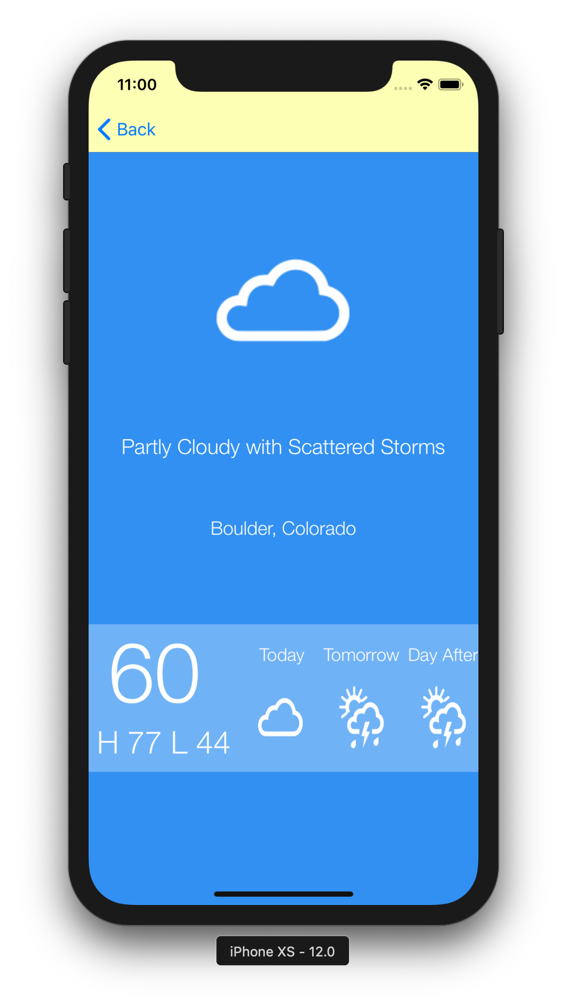 11:00
Back
Partly Cloudy with Scattered Storms
Boulder, Colorado
60
H 77 L 44
Today
Tomorrow
Day After
iPhone XS - 12.0